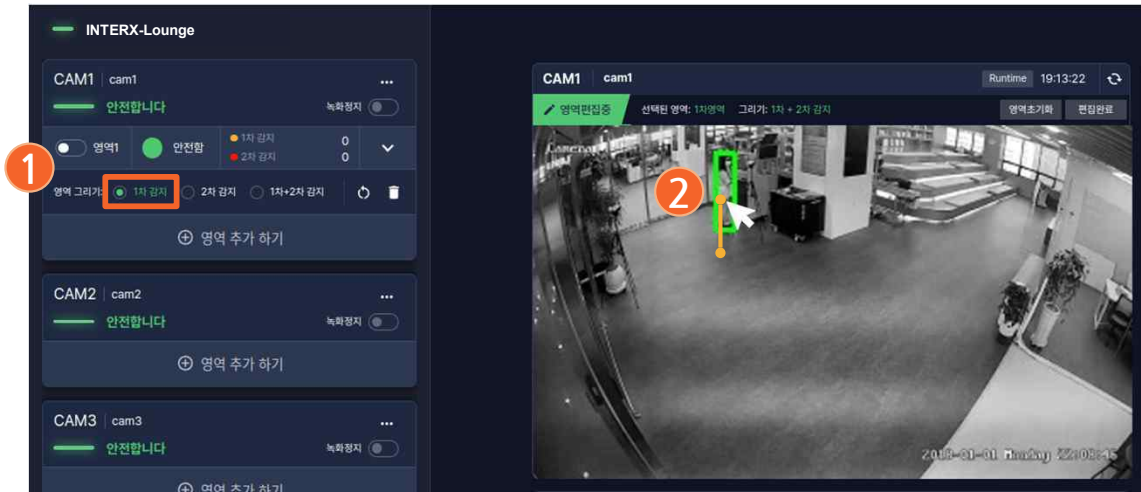 INTERX-Lounge
CAM1 cam1 ...
안전합니다 녹화정지
영역1 안전함 1차 감지 0
2차 감지 0
1
영역 그리기: 1차 감지 2차 감지 1차+2차 감지
영역 추가 하기
CAM2 cam2 ...
안전합니다 녹화정지
영역 추가 하기
CAM3 cam3 ...
안전합니다 녹화정지
영역 추가 하기
CAM1 cam1 Runtime 19:13:22
영역편집중 선택된 영역: 1차영역 그리기: 1차 + 2차 감지 영역초기화 편집완료
2